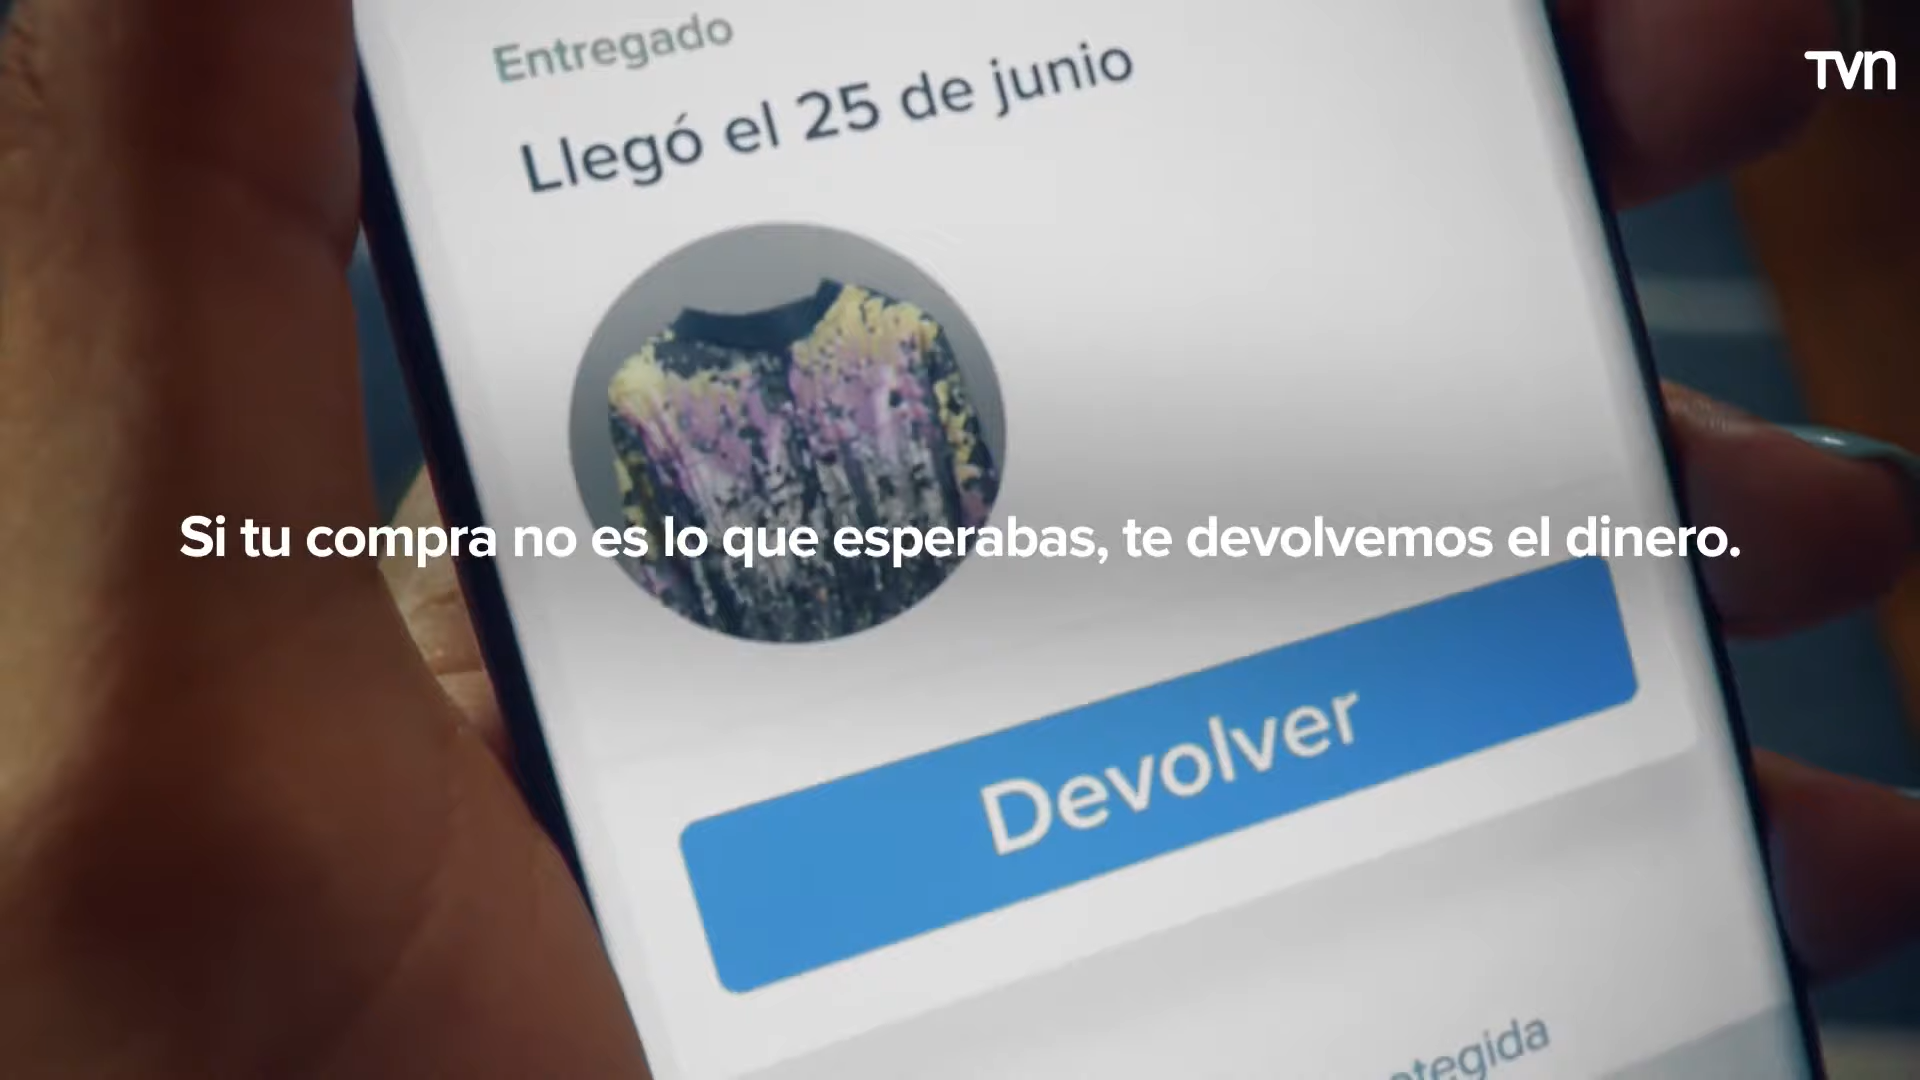 Entregado
TVN
Llegó el 25 de junio
Si tu compra no es lo que esperabas, te devolvemos el dinero.
Devolver